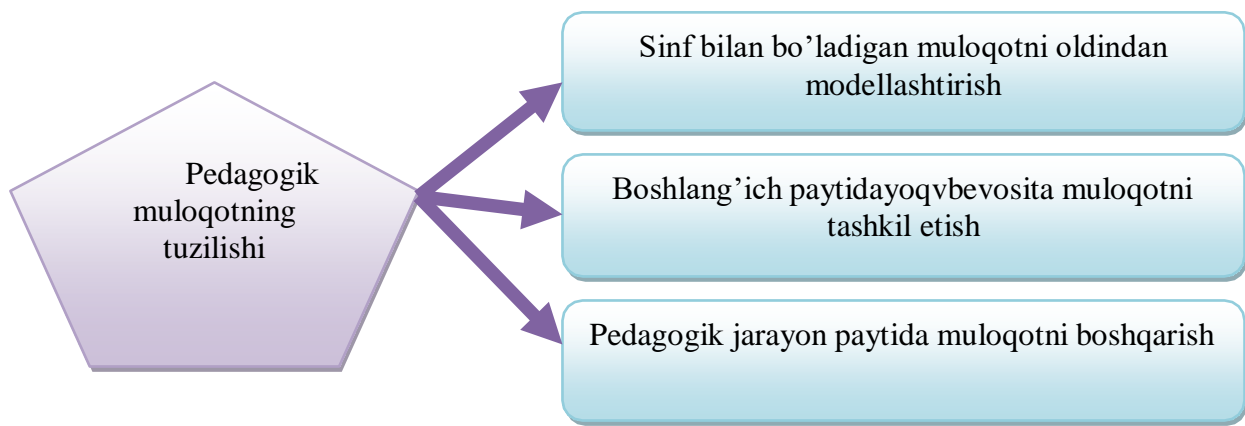 Pedagogik
muloqotning
tuzilishi
Sinf bilan bo’ladigan muloqotni oldindan
modellashtirish
Boshlang’ich paytidayoqvbevosita muloqotni
tashkil etish
Pedagogik jarayon paytida muloqotni boshqarish